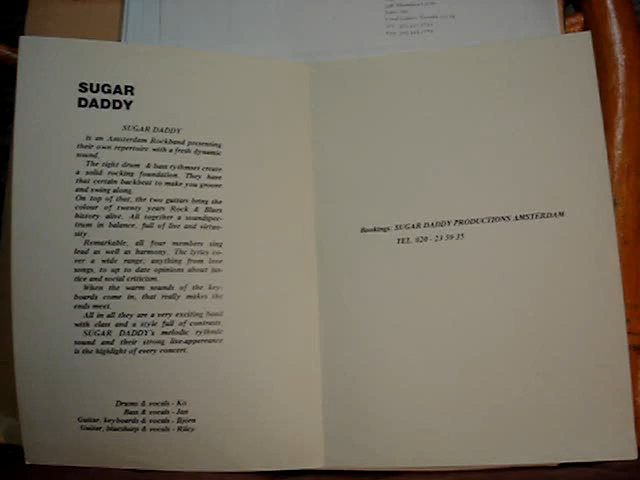 SUGAR
DADDY
SUGAR DADDY
is an Amsterdam Rockband presenting
their own repertoire with a fresh dynamic
sound.
The tight drum & bass rythmset create
a solid rocking foundation. They have
that certain backbeat to make you groove
and swing along.
On top of that, the two guitars bring the
colour of twenty years Rock & Blues
history alive. All together a soundspec-
trum in balance, full of live and virtuo-
sity.
Remarkable, all four members sing
lead as well as harmony. The lyrics co-
ver a wide range, anything from love
songs, to up to date opinions about jus-
tice and social criticism.
When the warm sounds of the key-
boards come in, that really makes the
ends meet.
All in all they are a very exciting band
with class and a style full of contrasts.
SUGAR DADDY's melodic rythmic
sound and their strong live-apperance
is the highlight of every concert.
Drums & vocals - Ko
Bass & vocals - Jan
Guitar, keyboards & vocals - Björn
Guitar, bluesharp & vocals - Riley
Bookings: SUGAR DADDY PRODUCTIONS AMSTERDAM
TEL. 020 - 23 59 35